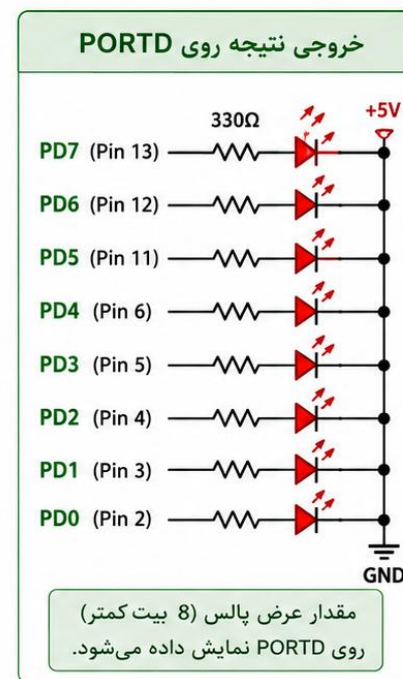 خروجی نتیجه روی PORTD
330Ω
+5V
PD7 (Pin 13)
PD6 (Pin 12)
PD5 (Pin 11)
PD4 (Pin 6)
PD3 (Pin 5)
PD2 (Pin 4)
PD1 (Pin 3)
PD0 (Pin 2)
GND
مقدار عرض پالس (8 بیت کمتر)
روی PORTD نمایش داده می‌شود.